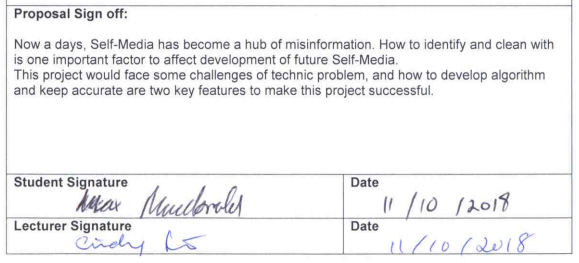 Proposal Sign off:
Now a days, Self-Media has become a hub of misinformation. How to identify and clean with
is one important factor to affect development of future Self-Media.
This project would face some challenges of technic problem, and how to develop algorithm
and keep accurate are two key features to make this project successful.
Student Signature
Max Macdonald
Date
11/10/2018
Lecturer Signature
Cindy
Date
11/10/2018